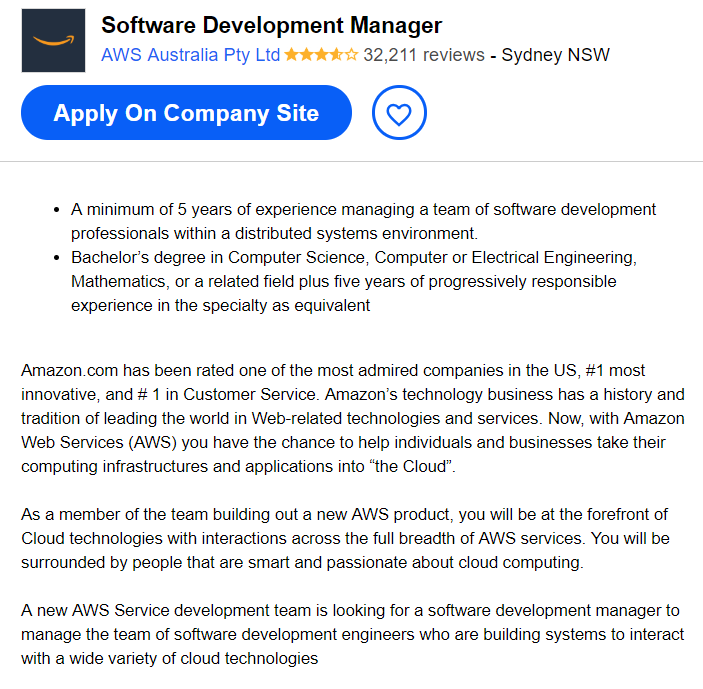 Software Development Manager
AWS Australia Pty Ltd 32,211 reviews - Sydney NSW
Apply On Company Site
• A minimum of 5 years of experience managing a team of software development
professionals within a distributed systems environment.
• Bachelor’s degree in Computer Science, Computer or Electrical Engineering,
Mathematics, or a related field plus five years of progressively responsible
experience in the specialty as equivalent
Amazon.com has been rated one of the most admired companies in the US, #1 most
innovative, and # 1 in Customer Service. Amazon’s technology business has a history and
tradition of leading the world in Web-related technologies and services. Now, with Amazon
Web Services (AWS) you have the chance to help individuals and businesses take their
computing infrastructures and applications into “the Cloud”.
As a member of the team building out a new AWS product, you will be at the forefront of
Cloud technologies with interactions across the full breadth of AWS services. You will be
surrounded by people that are smart and passionate about cloud computing.
A new AWS Service development team is looking for a software development manager to
manage the team of software development engineers who are building systems to interact
with a wide variety of cloud technologies